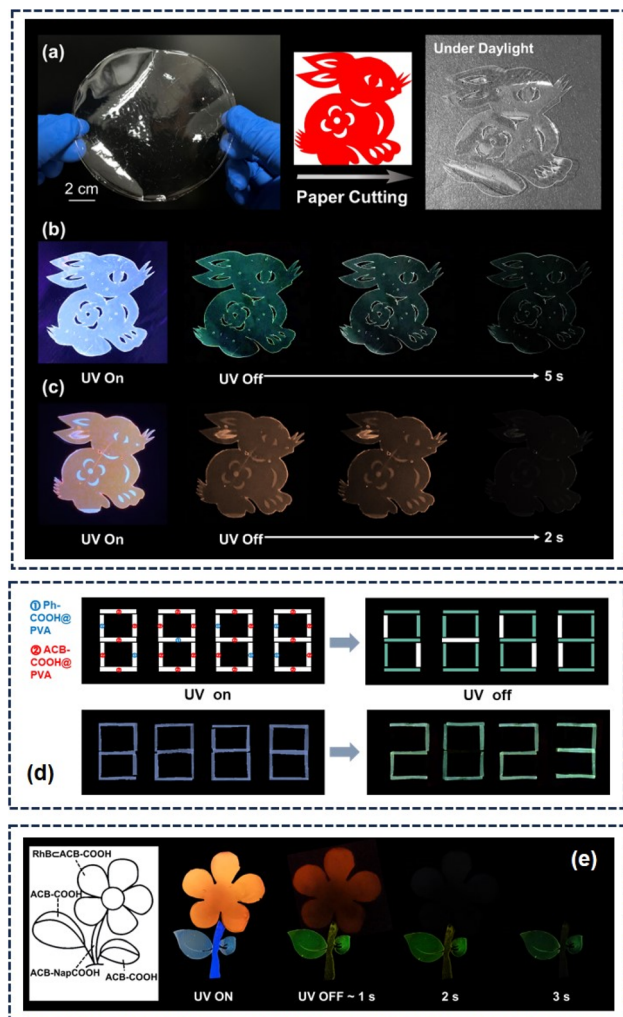 (a)
2 cm
Paper Cutting
Under Daylight
(b)
UV On
UV Off
5 s
(c)
UV On
UV Off
2 s
① Ph-
COOH@
PVA
② ACB-
COOH@
PVA
UV on
UV off
(d)
(e)
RhB⊂ACB-COOH
ACB-COOH
ACB-NapCOOH
ACB-COOH
UV ON
UV OFF ~ 1 s
2 s
3 s